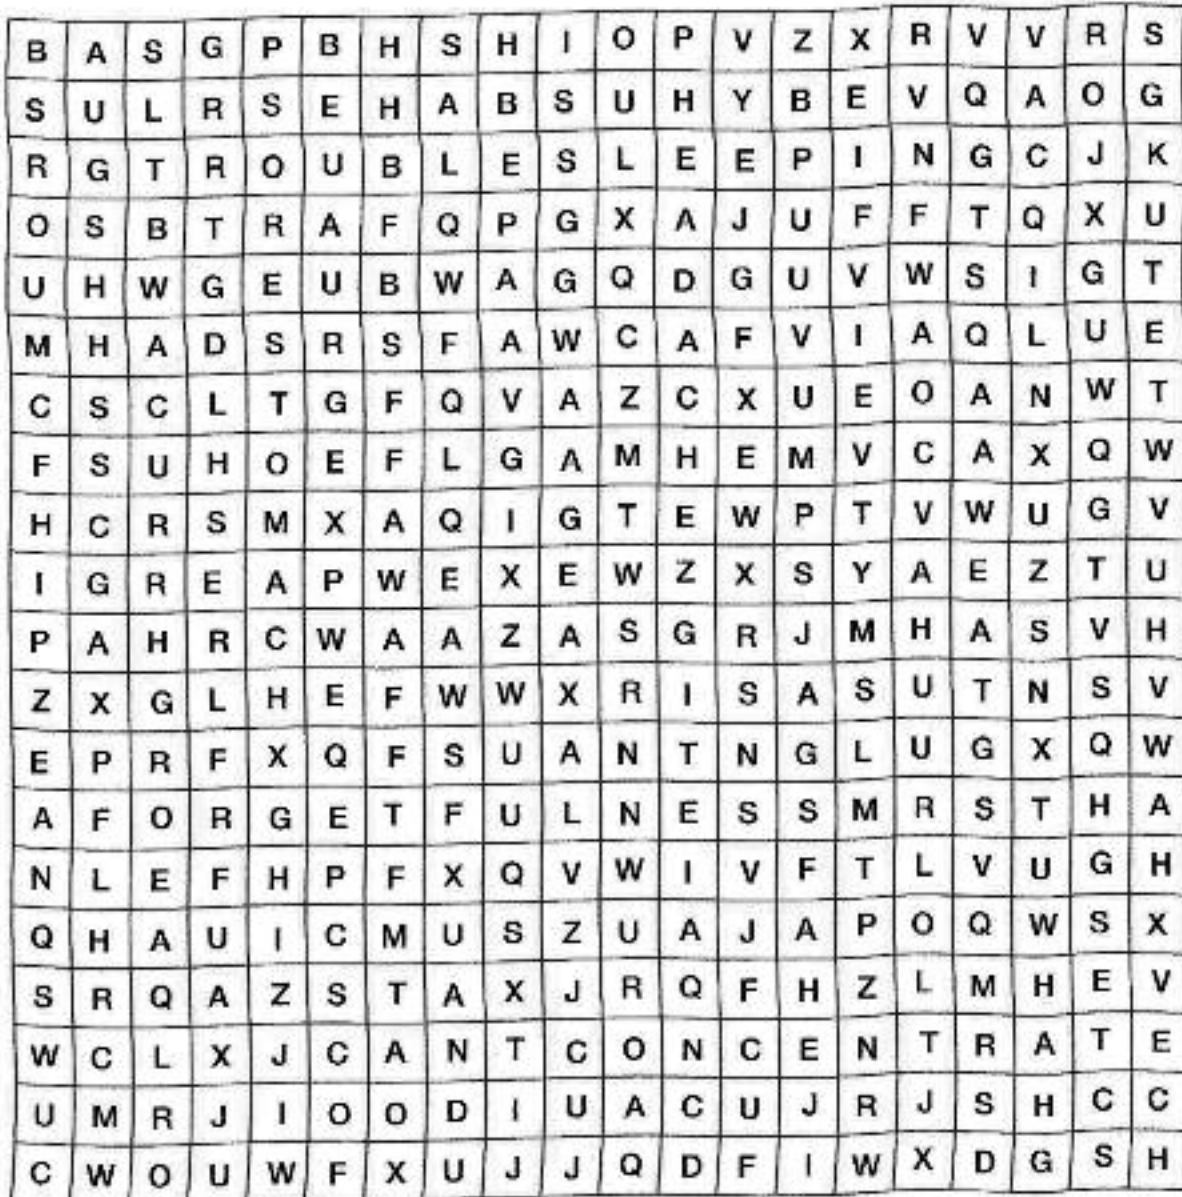 B A S G P B H S H I O P V Z X R V V R S
S U L R S E H A B S U H Y B E V Q A O G
R G T R O U B L E S L E E P I N G C J K
O S B T R A F Q P G X A J U F F T Q X U
U H W G E U B W A G Q D G U V W S I G T
M H A D S R S F A W C A F V I A Q L U E
C S C L T G F Q V A Z C X U E O A N W T
F S U H O E F L G A M H E M V C A X Q W
H C R S M X A Q I G T E W P T V W U G V
I G R E A P W E X E W Z X S Y A E Z T U
P A H R C W A A Z A S G R J M H A S V H
Z X G L H E F W W X R I S A S U T N S V
E P R F X Q F S U A N T N G L U G X Q W
A F O R G E T F U L N E S S M R S T H A
N L E F H P F X Q V W I V F T L V U G H
Q H A U I C M U S Z U A J A P O Q W S X
S R Q A Z S T A X J R Q F H Z L M H E V
W C L X J C A N T C O N C E N T R A T E
U M R J I O O D I U A C U J R J S H C C
C W O U W F X U J J Q D F I W X D G S H